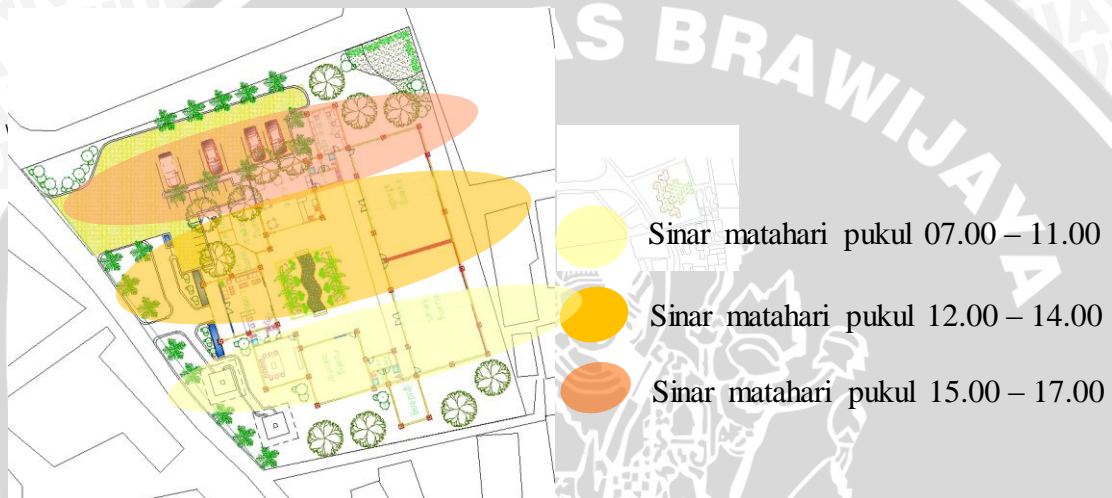 AS BRAWIJAYA
Sinar matahari pukul 07.00 – 11.00
Sinar matahari pukul 12.00 – 14.00
Sinar matahari pukul 15.00 – 17.00